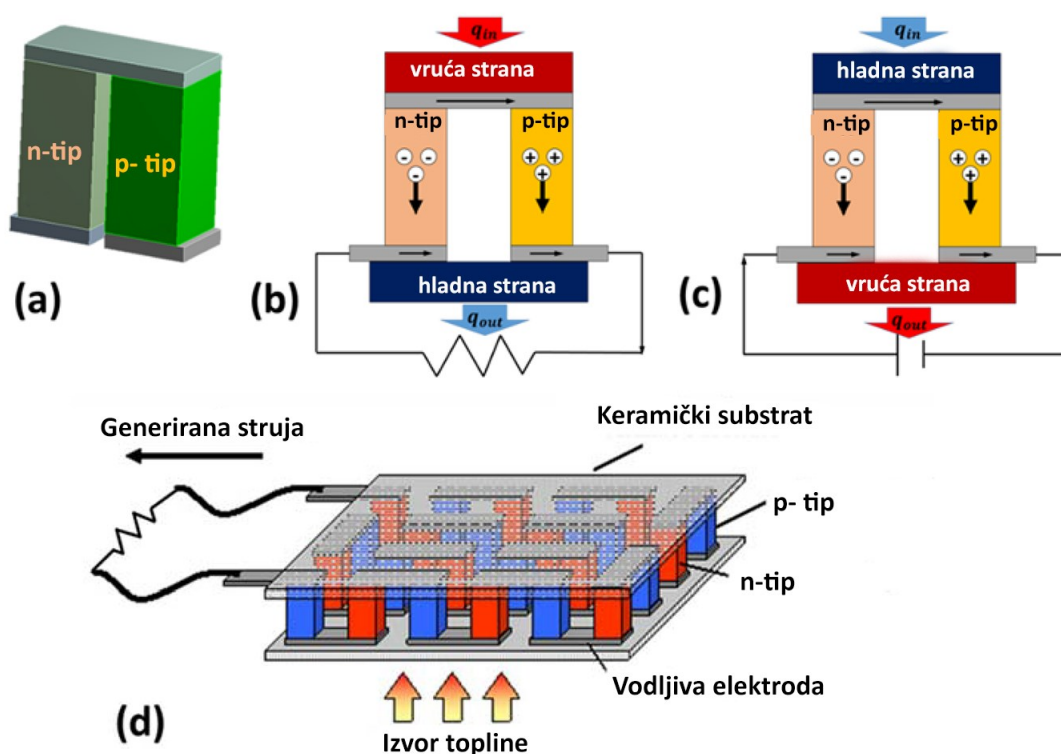 n-tip
p- tip
(a)
q_in
vruća strana
n-tip
p-tip
- - -
+ + +
hladna strana
q_out
(b)
q_in
hladna strana
n-tip
p-tip
- - -
+ + +
vruća strana
q_out
(c)
Generirana struja
Keramički substrat
p- tip
n-tip
Vodljiva elektroda
Izvor topline
(d)